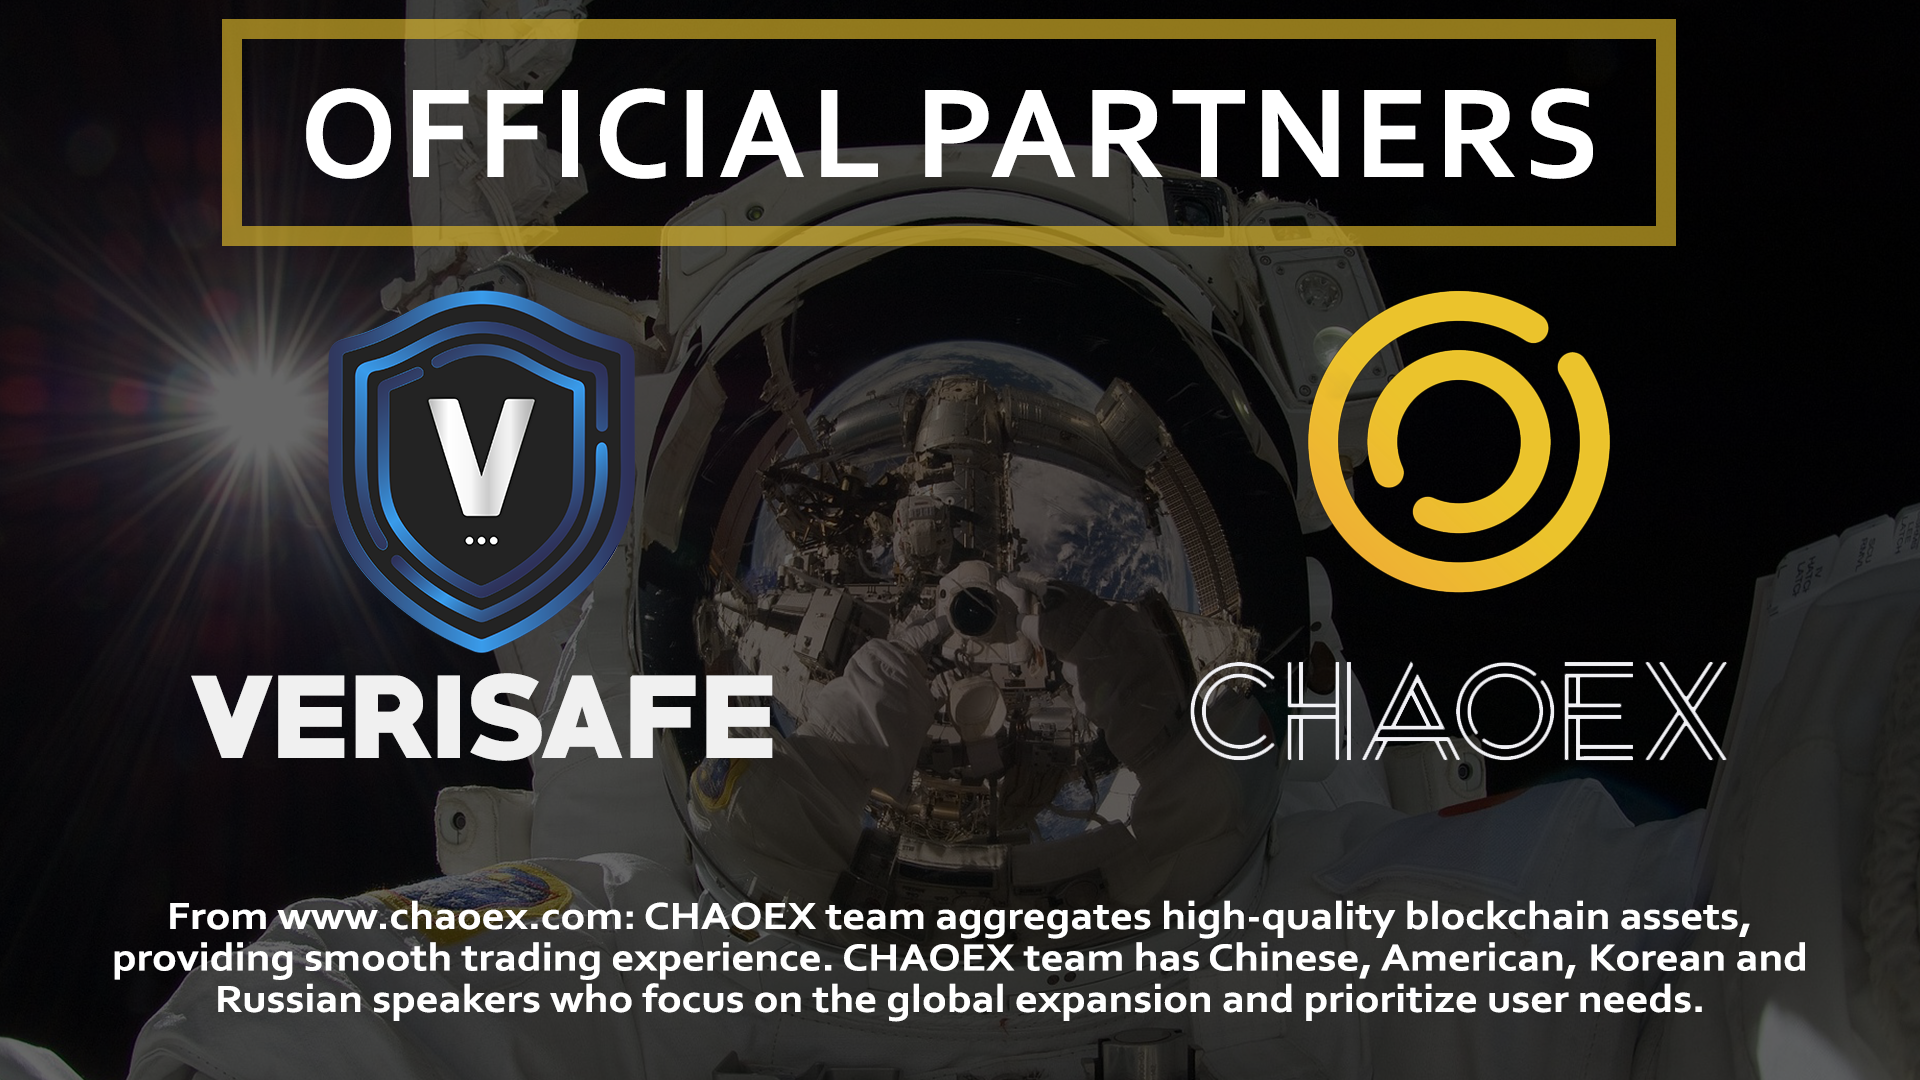 OFFICIAL PARTNERS
V
VERISAFE
CHAOEX
From www.chaoex.com: CHAOEX team aggregates high-quality blockchain assets,
providing smooth trading experience. CHAOEX team has Chinese, American, Korean and
Russian speakers who focus on the global expansion and prioritize user needs.